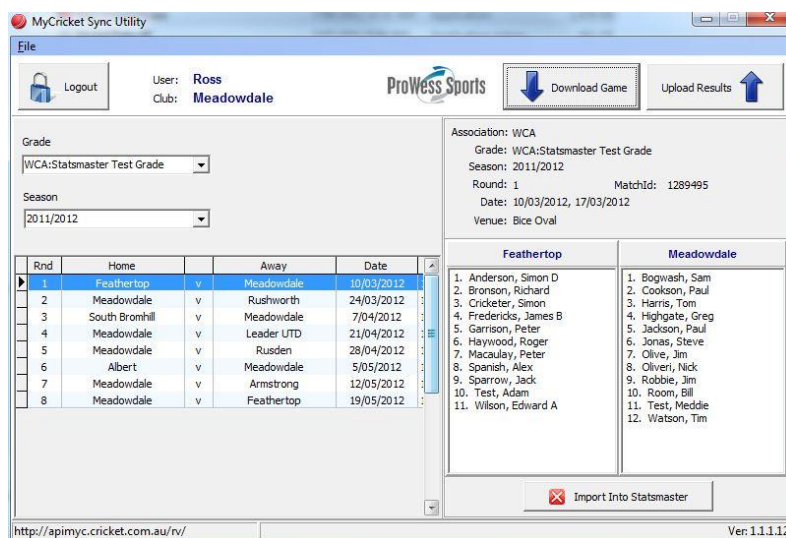 MyCricket Sync Utility
File
Logout
User: Ross
Club: Meadowdale
ProWess Sports
Download Game
Upload Results
Grade
WCA:Statsmaster Test Grade
Season
2011/2012
Association: WCA
Grade: WCA:Statsmaster Test Grade
Season: 2011/2012
Round: 1 MatchId: 1289495
Date: 10/03/2012, 17/03/2012
Venue: Bice Oval
Rnd Home Away Date
1 Feathertop v Meadowdale 10/03/2012
2 Meadowdale v Rushworth 24/03/2012
3 South Bromhill v Meadowdale 7/04/2012
4 Meadowdale v Leader UTD 21/04/2012
5 Meadowdale v Rusden 28/04/2012
6 Albert v Meadowdale 5/05/2012
7 Meadowdale v Armstrong 12/05/2012
8 Meadowdale v Feathertop 19/05/2012
Feathertop
1. Anderson, Simon D
2. Bronson, Richard
3. Cricketer, Simon
4. Fredericks, James B
5. Garrison, Peter
6. Haywood, Roger
7. Macaulay, Peter
8. Spanish, Alex
9. Sparrow, Jack
10. Test, Adam
11. Wilson, Edward A
Meadowdale
1. Bogwash, Sam
2. Cookson, Paul
3. Harris, Tom
4. Highgate, Greg
5. Jackson, Paul
6. Jonas, Steve
7. Olive, Jim
8. Oliveri, Nick
9. Robbie, Jim
10. Room, Bill
11. Test, Meddie
12. Watson, Tim
Import Into Statsmaster
http://apimyc.cricket.com.au/rv/
Ver: 1.1.1.12